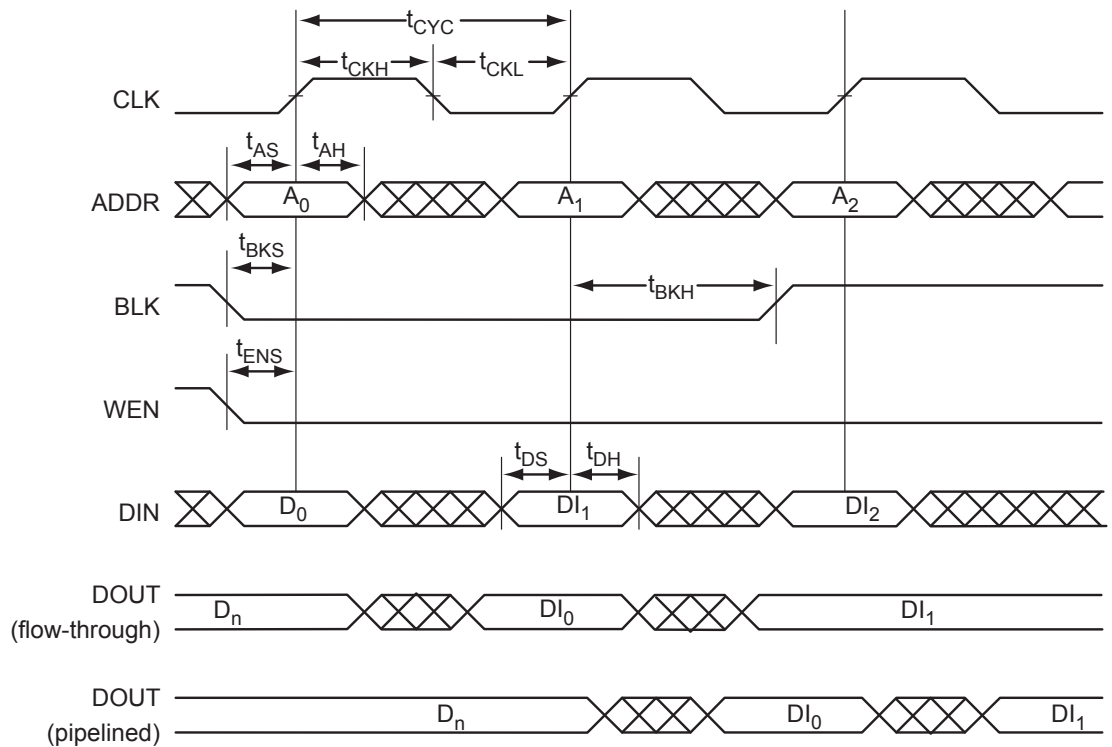 tCYC
tCKH tCKL
CLK
tAS tAH
ADDR A0 A1 A2
tBKS
BLK tBKH
tENS
WEN
tDS tDH
DIN D0 DI1 DI2
DOUT
(flow-through)
Dn DI0 DI1
DOUT
(pipelined)
Dn DI0 DI1